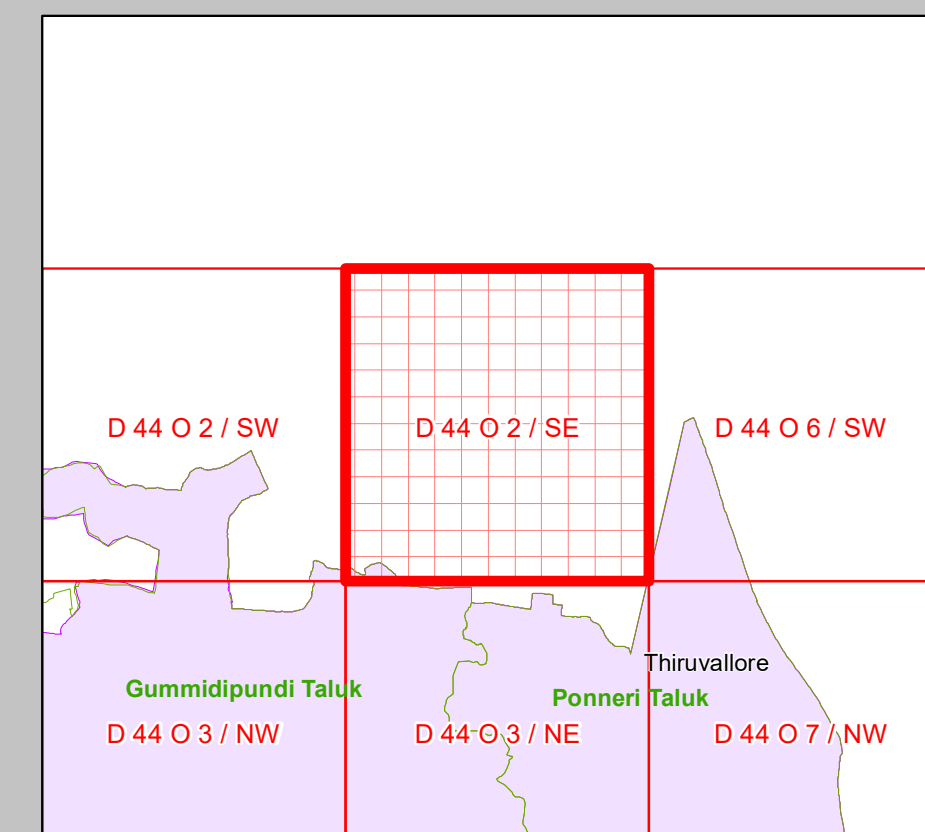 D 44 O 2 / SW
D 44 O 2 / SE
D 44 O 6 / SW
Thiruvallore
Gummidipundi Taluk
Ponneri Taluk
D 44 O 3 / NW
D 44 O 3 / NE
D 44 O 7 / NW